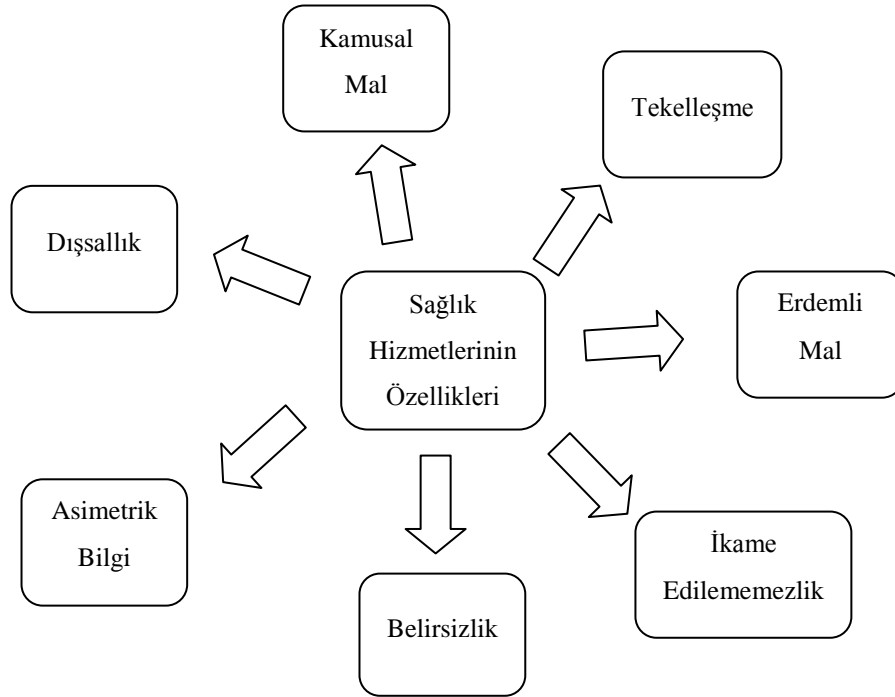 Kamusal
Mal
Tekelleşme
Dışsallık
Sağlık
Hizmetlerinin
Özellikleri
Erdemli
Mal
Asimetrik
Bilgi
Belirsizlik
İkame
Edilememezlik